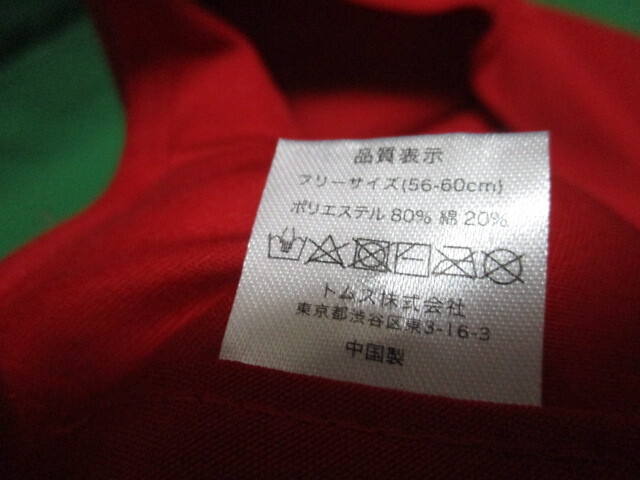 品質表示
フリーサイズ(56-60cm)
ポリエステル 80% 綿 20%
トムス株式会社
東京都渋谷区東3-16-3
中国製